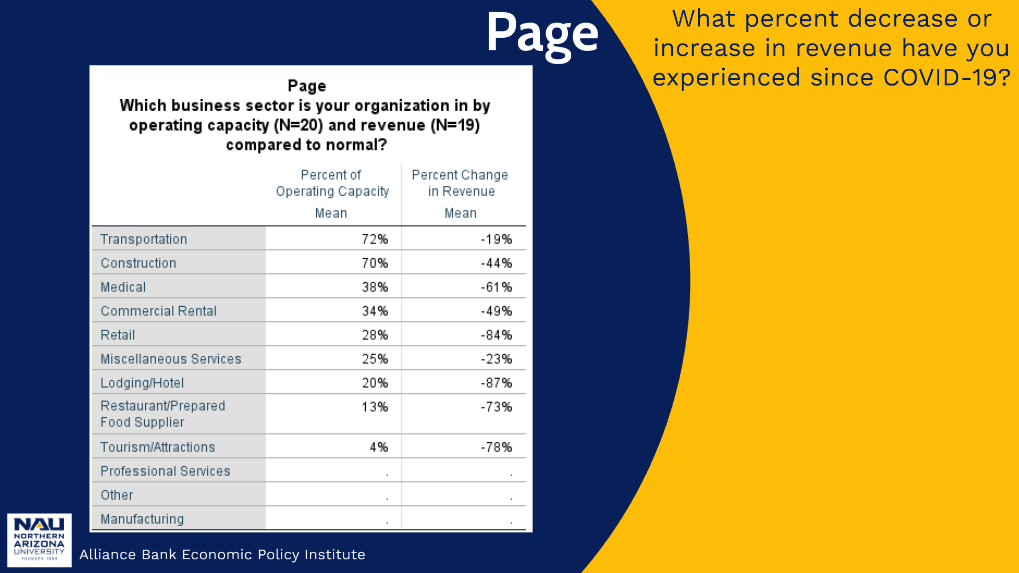 Page
What percent decrease or
increase in revenue have you
experienced since COVID-19?
Page
Which business sector is your organization in by
operating capacity (N=20) and revenue (N=19)
compared to normal?
Percent of Operating Capacity Percent Change in Revenue
Mean Mean
Transportation 72% -19%
Construction 70% -44%
Medical 38% -61%
Commercial Rental 34% -49%
Retail 28% -84%
Miscellaneous Services 25% -23%
Lodging/Hotel 20% -87%
Restaurant/Prepared 13% -73%
Food Supplier
Tourism/Attractions 4% -78%
Professional Services . .
Other . .
Manufacturing . .
NAU
NORTHERN
ARIZONA
UNIVERSITY
Alliance Bank Economic Policy Institute